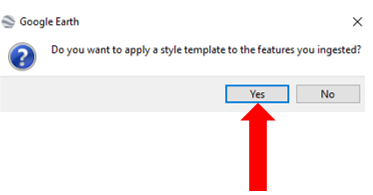 Google Earth
Do you want to apply a style template to the features you ingested?
Yes
No